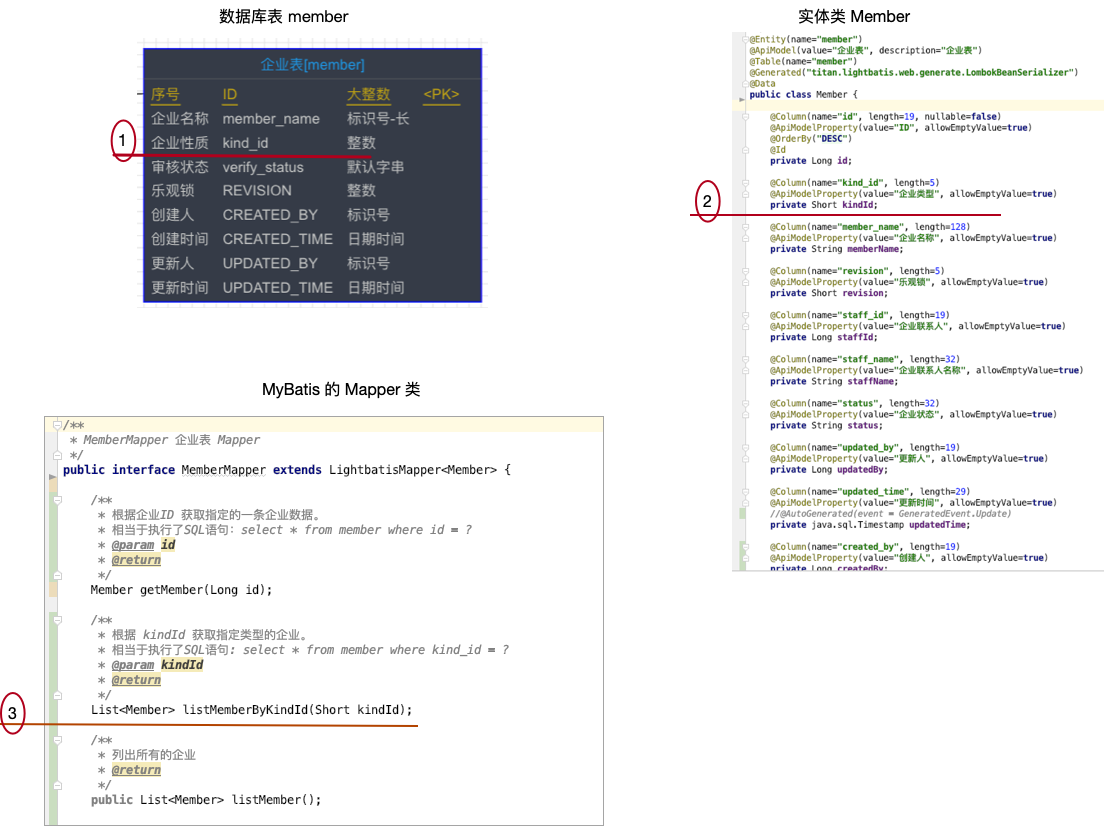 数据库表 member
企业表[member]
序号 ID 大整数 <PK>
企业名称 member_name 标识号-长
企业性质 kind_id 整数
审核状态 verify_status 默认字串
乐观锁 REVISION 整数
创建人 CREATED_BY 标识号
创建时间 CREATED_TIME 日期时间
更新人 UPDATED_BY 标识号
更新时间 UPDATED_TIME 日期时间
1
实体类 Member
@Entity(name="member")
@ApiModel(value="企业表", description="企业表")
@Table(name="member")
@Generated("titan.lightbatis.web.generate.LombokBeanSerializer")
@Data
public class Member {
@Column(name="id", length=19, nullable=false)
@ApiModelProperty(value="ID", allowEmptyValue=true)
@OrderBy("DESC")
@Id
private Long id;
@Column(name="kind_id", length=5)
@ApiModelProperty(value="企业类型", allowEmptyValue=true)
private Short kindId;
2
@Column(name="member_name", length=128)
@ApiModelProperty(value="企业名称", allowEmptyValue=true)
private String memberName;
@Column(name="revision", length=5)
@ApiModelProperty(value="乐观锁", allowEmptyValue=true)
private Short revision;
@Column(name="staff_id", length=19)
@ApiModelProperty(value="企业联系人", allowEmptyValue=true)
private Long staffId;
@Column(name="staff_name", length=32)
@ApiModelProperty(value="企业联系人名称", allowEmptyValue=true)
private String staffName;
@Column(name="status", length=32)
@ApiModelProperty(value="企业状态", allowEmptyValue=true)
private String status;
@Column(name="updated_by", length=19)
@ApiModelProperty(value="更新人", allowEmptyValue=true)
private Long updatedBy;
@Column(name="updated_time", length=29)
@ApiModelProperty(value="更新时间", allowEmptyValue=true)
//@AutoGenerated(event = GeneratedEvent.Update)
private java.sql.Timestamp updatedTime;
@Column(name="created_by", length=19)
@ApiModelProperty(value="创建人", allowEmptyValue=true)
private Long createdBy;
MyBatis 的 Mapper 类
/**
* MemberMapper 企业表 Mapper
*/
public interface MemberMapper extends LightbatisMapper<Member> {
/**
* 根据企业ID 获取指定的一条企业数据。
* 相当于执行了SQL语句：select * from member where id = ?
* @param id
* @return
*/
Member getMember(Long id);
/**
* 根据 kindId 获取指定类型的企业。
* 相当于执行了SQL语句: select * from member where kind_id = ?
* @param kindId
* @return
*/
List<Member> listMemberByKindId(Short kindId);
3
/**
* 列出所有的企业
* @return
*/
public List<Member> listMember();